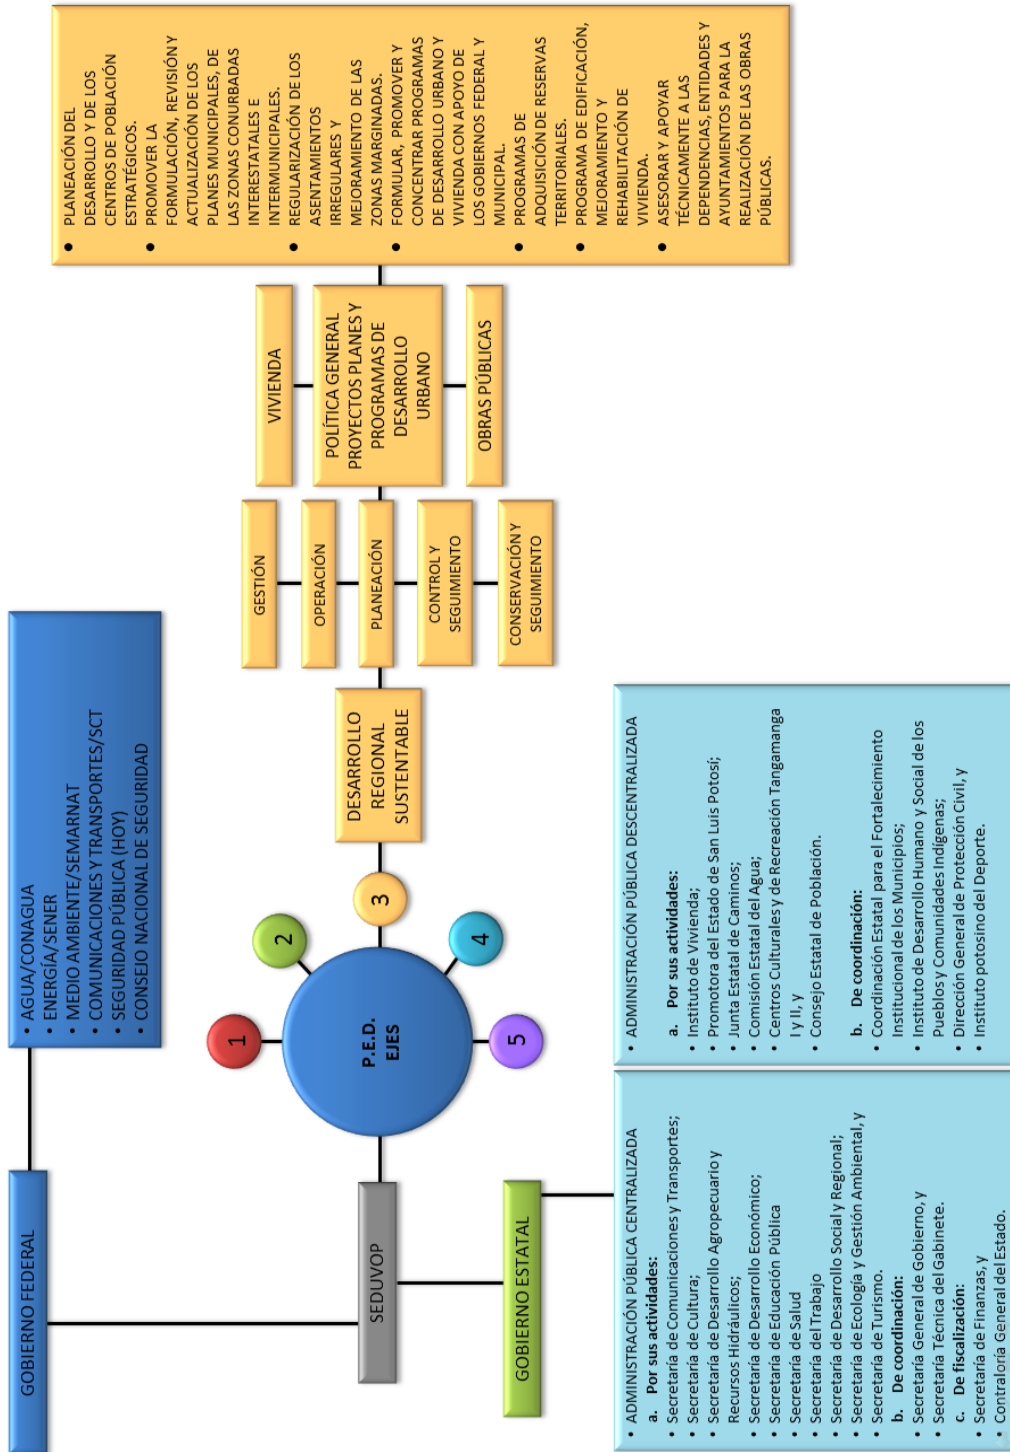 GOBIERNO FEDERAL
• AGUA/CONAGUA
• ENERGÍA/SENER
• MEDIO AMBIENTE/SEMARNAT
• COMUNICACIONES Y TRANSPORTES/SCT
• SEGURIDAD PÚBLICA (HOY)
• CONSEJO NACIONAL DE SEGURIDAD
SEDUVOP
P.E.D.
EJES
1
2
3
4
5
DESARROLLO
REGIONAL
SUSTENTABLE
GESTIÓN
OPERACIÓN
PLANEACIÓN
CONTROL Y
SEGUIMIENTO
CONSERVACIÓN Y
SEGUIMIENTO
VIVIENDA
POLÍTICA GENERAL
PROYECTOS PLANES Y
PROGRAMAS DE
DESARROLLO
URBANO
OBRAS PÚBLICAS
• PLANEACIÓN DEL
DESARROLLO Y DE LOS
CENTROS DE POBLACIÓN
ESTRATÉGICOS.
• PROMOVER LA
FORMULACIÓN, REVISIÓN Y
ACTUALIZACIÓN DE LOS
PLANES MUNICIPALES, DE
LAS ZONAS CONURBADAS
INTERESTATALES E
INTERMUNICIPALES.
• REGULARIZACIÓN DE LOS
ASENTAMIENTOS
IRREGULARES Y
MEJORAMIENTO DE LAS
ZONAS MARGINADAS.
• FORMULAR, PROMOVER Y
CONCENTRAR PROGRAMAS
DE DESARROLLO URBANO Y
VIVIENDA CON APOYO DE
LOS GOBIERNOS FEDERAL Y
MUNICIPAL.
• PROGRAMAS DE
ADQUISICIÓN DE RESERVAS
TERRITORIALES.
• PROGRAMA DE EDIFICACIÓN,
MEJORAMIENTO Y
REHABILITACIÓN DE
VIVIENDA.
• ASESORAR Y APOYAR
TÉCNICAMENTE A LAS
DEPENDENCIAS, ENTIDADES Y
AYUNTAMIENTOS PARA LA
REALIZACIÓN DE LAS OBRAS
PÚBLICAS.
GOBIERNO ESTATAL
• ADMINISTRACIÓN PÚBLICA CENTRALIZADA
a. Por sus actividades:
• Secretaría de Comunicaciones y Transportes;
• Secretaría de Cultura;
• Secretaría de Desarrollo Agropecuario y
Recursos Hidráulicos;
• Secretaría de Desarrollo Económico;
• Secretaría de Educación Pública
• Secretaría de Salud
• Secretaría del Trabajo
• Secretaría de Desarrollo Social y Regional;
• Secretaría de Ecología y Gestión Ambiental, y
• Secretaría de Turismo.
b. De coordinación:
• Secretaría General de Gobierno, y
• Secretaría Técnica del Gabinete.
c. De fiscalización:
• Secretaría de Finanzas, y
• Contraloría General del Estado.
• ADMINISTRACIÓN PÚBLICA DESCENTRALIZADA
a. Por sus actividades:
• Instituto de Vivienda;
• Promotora del Estado de San Luis Potosí;
• Junta Estatal de Caminos;
• Comisión Estatal del Agua;
• Centros Culturales y de Recreación Tangamanga
I y II, y
• Consejo Estatal de Población.
b. De coordinación:
• Coordinación Estatal para el Fortalecimiento
Institucional de los Municipios;
• Instituto de Desarrollo Humano y Social de los
Pueblos y Comunidades Indígenas;
• Dirección General de Protección Civil, y
• Instituto potosino del Deporte.